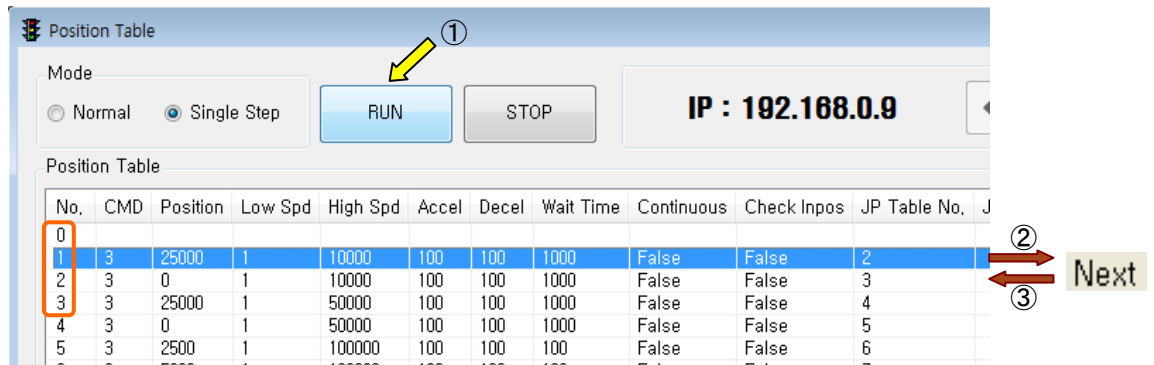 Position Table
①
Mode
Normal Single Step RUN STOP IP : 192.168.0.9
Position Table
No. CMD Position Low Spd High Spd Accel Decel Wait Time Continuous Check Inpos JP Table No.
0
1 3 25000 1 10000 100 100 1000 False False 2
2 3 0 1 10000 100 100 1000 False False 3
3 3 25000 1 50000 100 100 1000 False False 4
4 3 0 1 50000 100 100 1000 False False 5
5 3 2500 1 100000 100 100 100 False False 6
②
Next
③